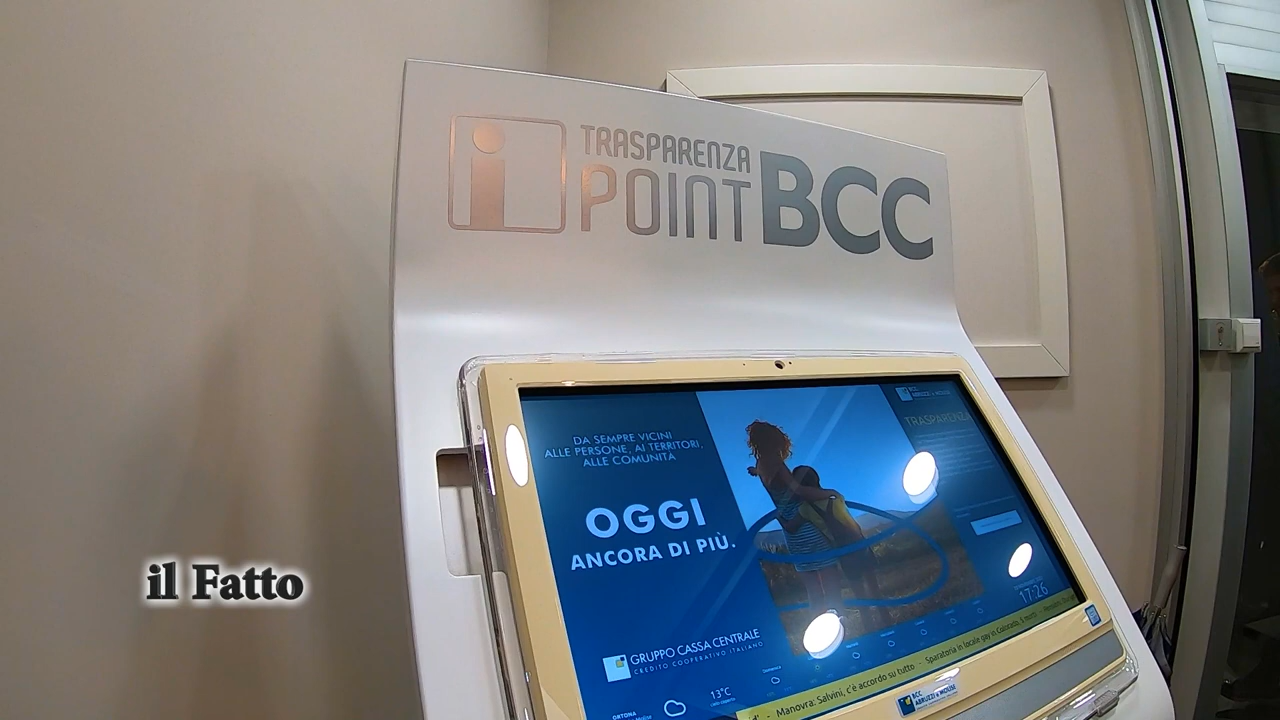 i
TRASPARENZA
POINT BCC
DA SEMPRE VICINI
ALLE PERSONE, AI TERRITORI,
ALLE COMUNITÀ
OGGI
ANCORA DI PIÙ.
TRASPARENZA
17:26
GRUPPO CASSA CENTRALE
CREDITO COOPERATIVO ITALIANO
13°C
ORTONA
- Manovra: Salvini, c'è accordo su tutto - Sparatoria in locale gay in Colorado, 5 morti -
BCC
ABRUZZI E MOLISE
il Fatto